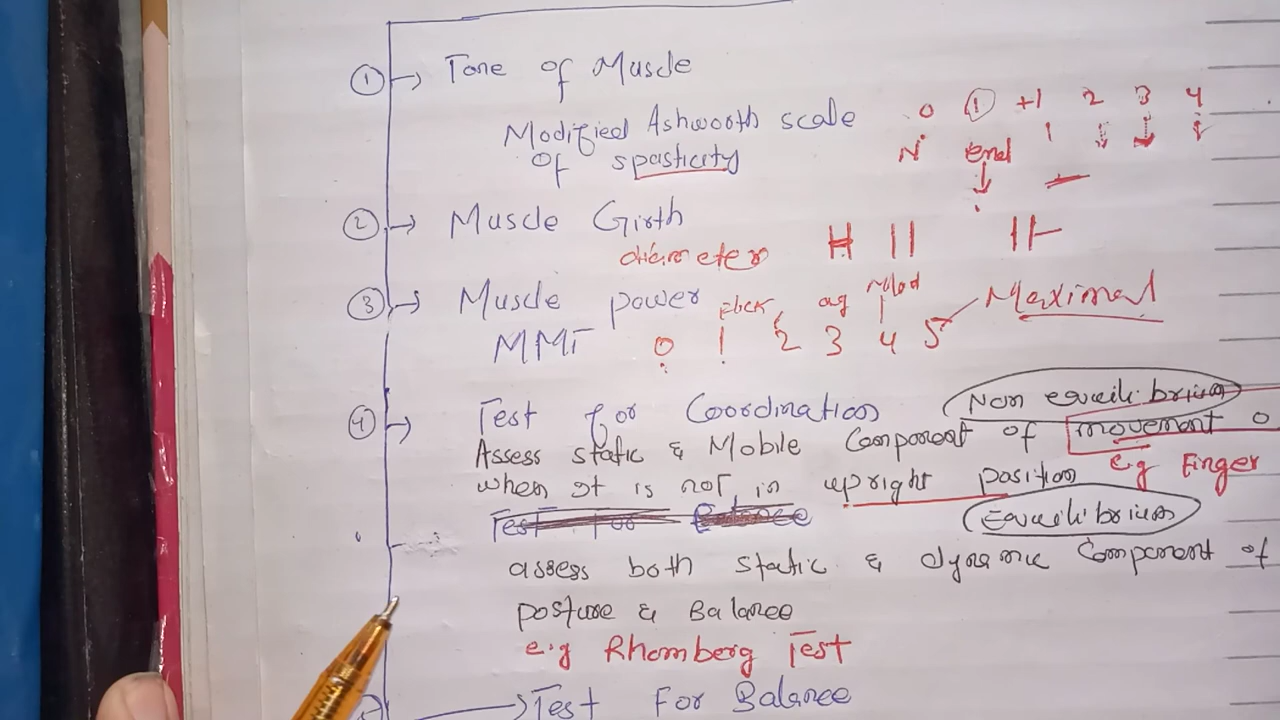 ① → Tone of Muscle
Modified Ashworth scale 0 ① +1 2 3 4
of spasticity N end
② → Muscle Girth
diameter
③ → Muscle power Maximal
MMT 0 1 2 3 4 5
④ → Test for Coordination Non equilibrium
Assess static & Mobile Component of movement
when It is not in upright position e.g Finger
Test for Balance Equilibrium
assess both static & dynamic Component of
posture & Balance
e.g Rhomberg Test
→ Test For Balance